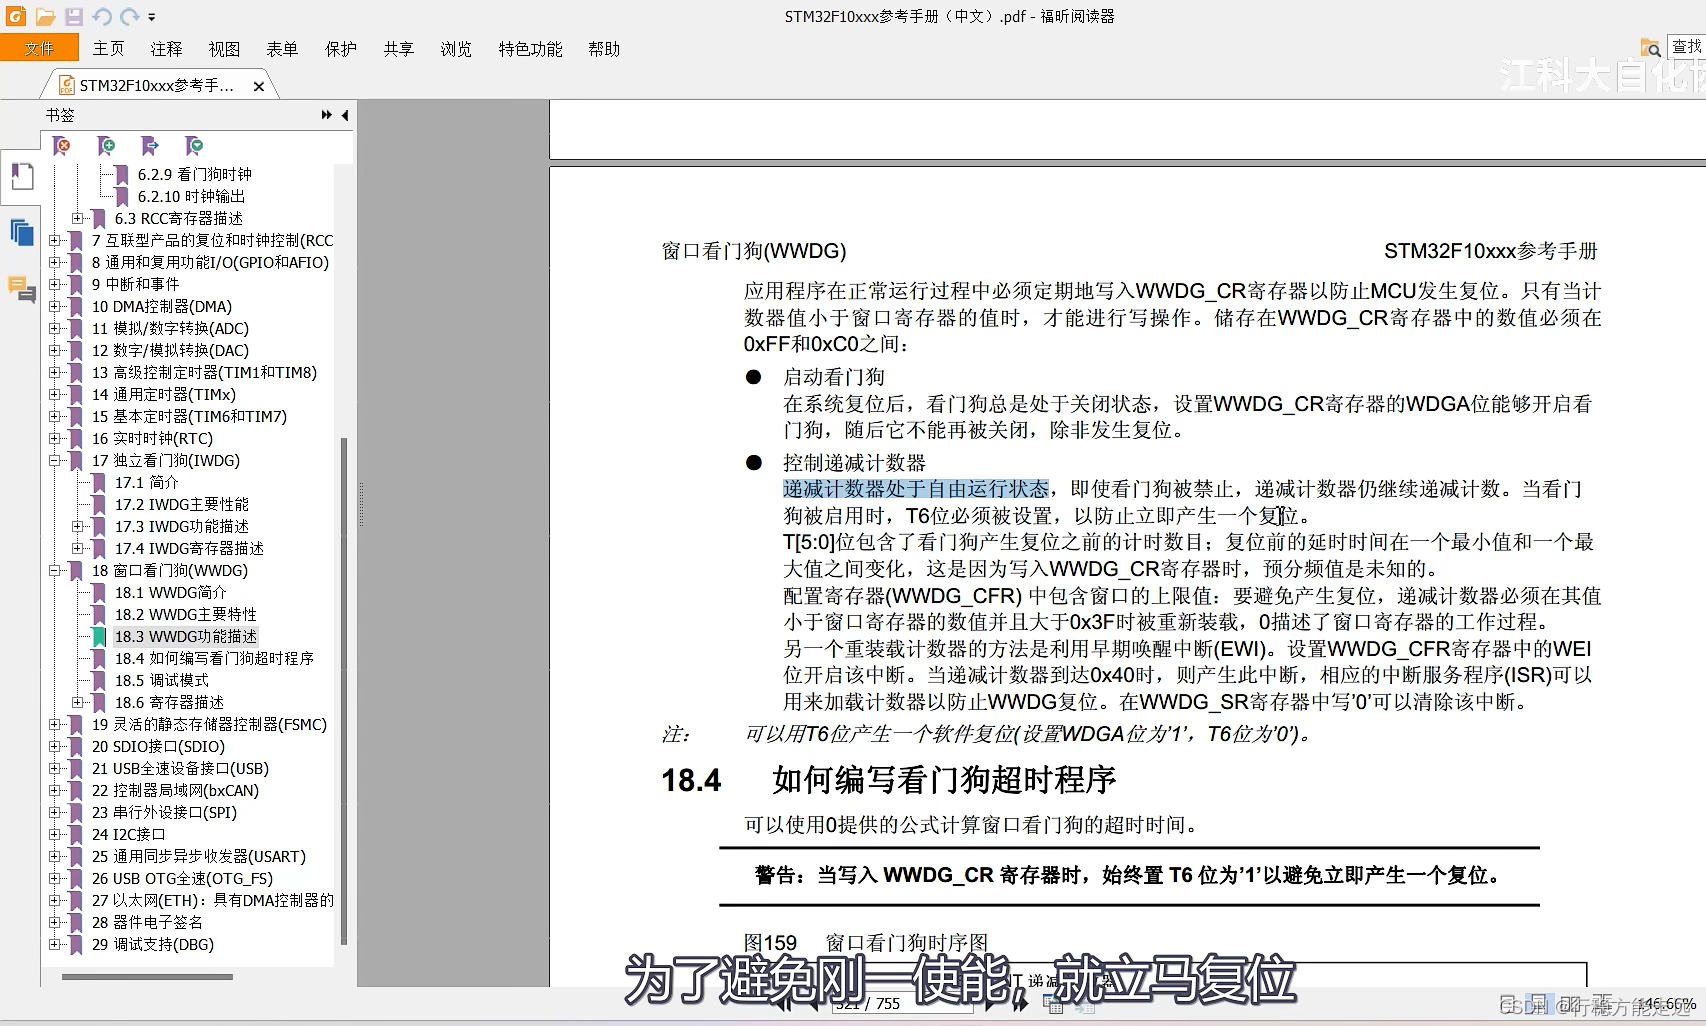 STM32F10xxx参考手册（中文）.pdf - 福昕阅读器
文件 主页 注释 视图 表单 保护 共享 浏览 特色功能 帮助
查找
江科大自化协
STM32F10xxx参考手...
书签
6.2.9 看门狗时钟
6.2.10 时钟输出
6.3 RCC寄存器描述
7 互联型产品的复位和时钟控制(RCC
8 通用和复用功能I/O(GPIO和AFIO)
9 中断和事件
10 DMA控制器(DMA)
11 模拟/数字转换(ADC)
12 数字/模拟转换(DAC)
13 高级控制定时器(TIM1和TIM8)
14 通用定时器(TIMx)
15 基本定时器(TIM6和TIM7)
16 实时时钟(RTC)
17 独立看门狗(IWDG)
17.1 简介
17.2 IWDG主要性能
17.3 IWDG功能描述
17.4 IWDG寄存器描述
18 窗口看门狗(WWDG)
18.1 WWDG简介
18.2 WWDG主要特性
18.3 WWDG功能描述
18.4 如何编写看门狗超时程序
18.5 调试模式
18.6 寄存器描述
19 灵活的静态存储器控制器(FSMC)
20 SDIO接口(SDIO)
21 USB全速设备接口(USB)
22 控制器局域网(bxCAN)
23 串行外设接口(SPI)
24 I2C接口
25 通用同步异步收发器(USART)
26 USB OTG全速(OTG_FS)
27 以太网(ETH)：具有DMA控制器的
28 器件电子签名
29 调试支持(DBG)
窗口看门狗(WWDG) STM32F10xxx参考手册
应用程序在正常运行过程中必须定期地写入WWDG_CR寄存器以防止MCU发生复位。只有当计
数器值小于窗口寄存器的值时，才能进行写操作。储存在WWDG_CR寄存器中的数值必须在
0xFF和0xC0之间：
● 启动看门狗
在系统复位后，看门狗总是处于关闭状态，设置WWDG_CR寄存器的WDGA位能够开启看
门狗，随后它不能再被关闭，除非发生复位。
● 控制递减计数器
递减计数器处于自由运行状态，即使看门狗被禁止，递减计数器仍继续递减计数。当看门
狗被启用时，T6位必须被设置，以防止立即产生一个复位。
T[5:0]位包含了看门狗产生复位之前的计时数目；复位前的延时时间在一个最小值和一个最
大值之间变化，这是因为写入WWDG_CR寄存器时，预分频值是未知的。
配置寄存器(WWDG_CFR) 中包含窗口的上限值：要避免产生复位，递减计数器必须在其值
小于窗口寄存器的数值并且大于0x3F时被重新装载，0描述了窗口寄存器的工作过程。
另一个重装载计数器的方法是利用早期唤醒中断(EWI)。设置WWDG_CFR寄存器中的WEI
位开启该中断。当递减计数器到达0x40时，则产生此中断，相应的中断服务程序(ISR)可以
用来加载计数器以防止WWDG复位。在WWDG_SR寄存器中写’0’可以清除该中断。
注： 可以用T6位产生一个软件复位(设置WDGA位为’1’，T6位为’0’)。
18.4 如何编写看门狗超时程序
可以使用0提供的公式计算窗口看门狗的超时时间。
警告：当写入 WWDG_CR 寄存器时，始终置 T6 位为’1’以避免立即产生一个复位。
图159 窗口看门狗时序图
为了避免刚一使能，就立马复位
321 / 755
146.66%
CSDN @行稳方能走远